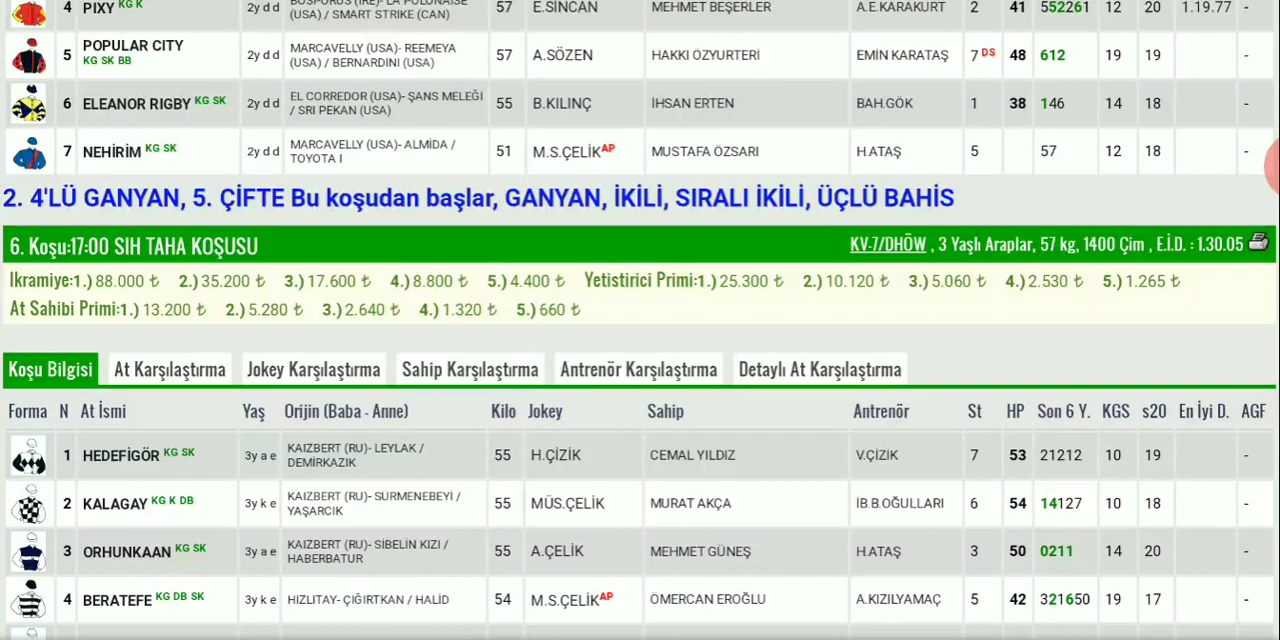 4 PIXY KG K 2y d d BOSPORUS (IRE)- LA POLONAISE (USA) / SMART STRIKE (CAN) 57 E.SİNCAN MEHMET BEŞERLER A.E.KARAKURT 2 41 552261 12 20 1.19.77 -
5 POPULAR CITY KG SK BB 2y d d MARCAVELLY (USA)- REEMEYA (USA) / BERNARDINI (USA) 57 A.SÖZEN HAKKI ÖZYURTERİ EMİN KARATAŞ 7 DS 48 612 19 19 -
6 ELEANOR RIGBY KG SK 2y d d EL CORREDOR (USA)- ŞANS MELEĞİ / SRI PEKAN (USA) 55 B.KILINÇ İHSAN ERTEN BAH.GÖK 1 38 146 14 18 -
7 NEHİRİM KG SK 2y d d MARCAVELLY (USA)- ALMİDA / TOYOTA I 51 M.S.ÇELİK AP MUSTAFA ÖZSARI H.ATAŞ 5 57 12 18 -
2. 4'LÜ GANYAN, 5. ÇİFTE Bu koşudan başlar, GANYAN, İKİLİ, SIRALI İKİLİ, ÜÇLÜ BAHİS
6. Koşu:17:00 SIH TAHA KOŞUSU KV-7/DHÖW , 3 Yaşlı Araplar, 57 kg, 1400 Çim , E.İ.D. : 1.30.05
Ikramiye:1.) 88.000 ₺ 2.) 35.200 ₺ 3.) 17.600 ₺ 4.) 8.800 ₺ 5.) 4.400 ₺ Yetistirici Primi:1.) 25.300 ₺ 2.) 10.120 ₺ 3.) 5.060 ₺ 4.) 2.530 ₺ 5.) 1.265 ₺
At Sahibi Primi:1.) 13.200 ₺ 2.) 5.280 ₺ 3.) 2.640 ₺ 4.) 1.320 ₺ 5.) 660 ₺
Koşu Bilgisi At Karşılaştırma Jokey Karşılaştırma Sahip Karşılaştırma Antrenör Karşılaştırma Detaylı At Karşılaştırma
Forma N At İsmi Yaş Orijin (Baba - Anne) Kilo Jokey Sahip Antrenör St HP Son 6 Y. KGS s20 En İyi D. AGF
1 HEDEFİGÖR KG SK 3y a e KAIZBERT (RU)- LEYLAK / DEMİRKAZIK 55 H.ÇİZİK CEMAL YILDIZ V.ÇİZİK 7 53 21212 10 19 -
2 KALAGAY KG K DB 3y k e KAIZBERT (RU)- SURMENEBEYİ / YAŞARCIK 55 MÜS.ÇELİK MURAT AKÇA İB.B.OĞULLARI 6 54 14127 10 18 -
3 ORHUNKAAN KG SK 3y a e KAIZBERT (RU)- SİBELİN KIZI / HABERBATUR 55 A.ÇELİK MEHMET GÜNEŞ H.ATAŞ 3 50 0211 14 20 -
4 BERATEFE KG DB SK 3y k e HIZLITAY- ÇIĞIRTKAN / HALİD 54 M.S.ÇELİK AP ÖMERCAN EROĞLU A.KIZILYAMAÇ 5 42 321650 19 17 -